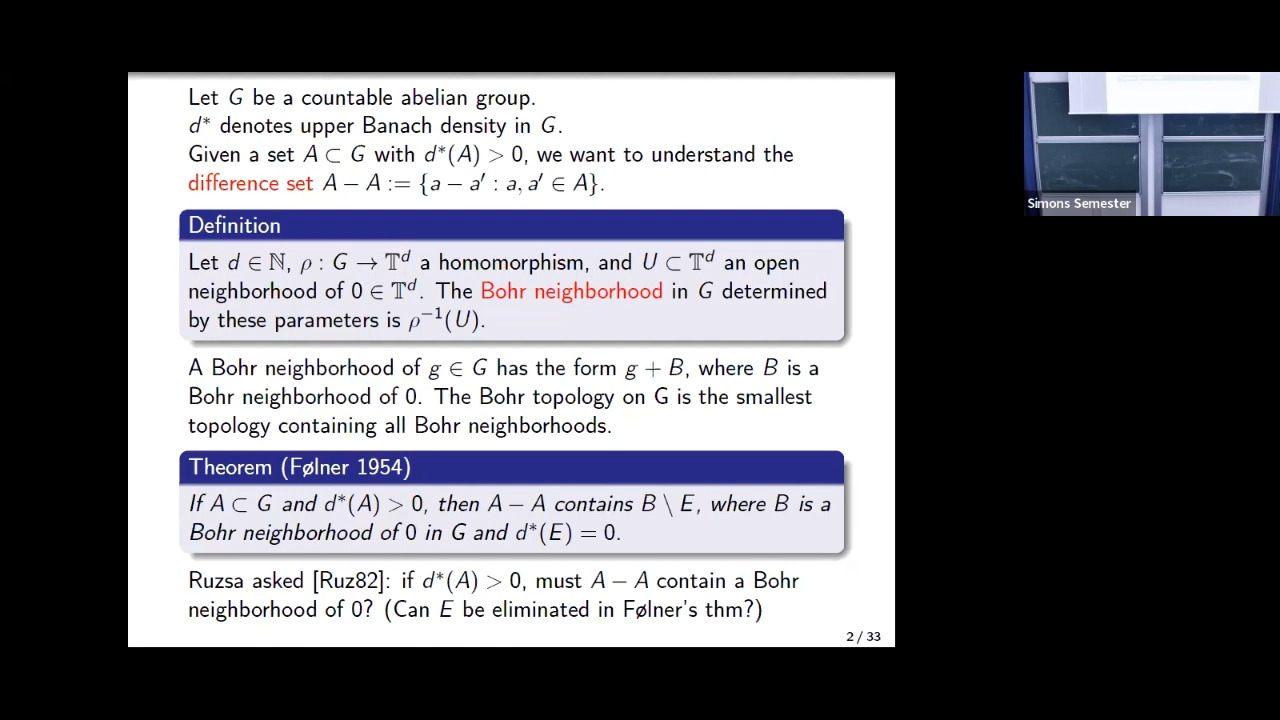 Let G be a countable abelian group.
d* denotes upper Banach density in G.
Given a set A ⊂ G with d*(A) > 0, we want to understand the
difference set A − A := {a − a′ : a, a′ ∈ A}.
Definition
Let d ∈ ℕ, ρ : G → 𝕋^d a homomorphism, and U ⊂ 𝕋^d an open
neighborhood of 0 ∈ 𝕋^d. The Bohr neighborhood in G determined
by these parameters is ρ^−1(U).
A Bohr neighborhood of g ∈ G has the form g + B, where B is a
Bohr neighborhood of 0. The Bohr topology on G is the smallest
topology containing all Bohr neighborhoods.
Theorem (Følner 1954)
If A ⊂ G and d*(A) > 0, then A − A contains B \ E, where B is a
Bohr neighborhood of 0 in G and d*(E) = 0.
Ruzsa asked [Ruz82]: if d*(A) > 0, must A − A contain a Bohr
neighborhood of 0? (Can E be eliminated in Følner's thm?)
2 / 33
Simons Semester